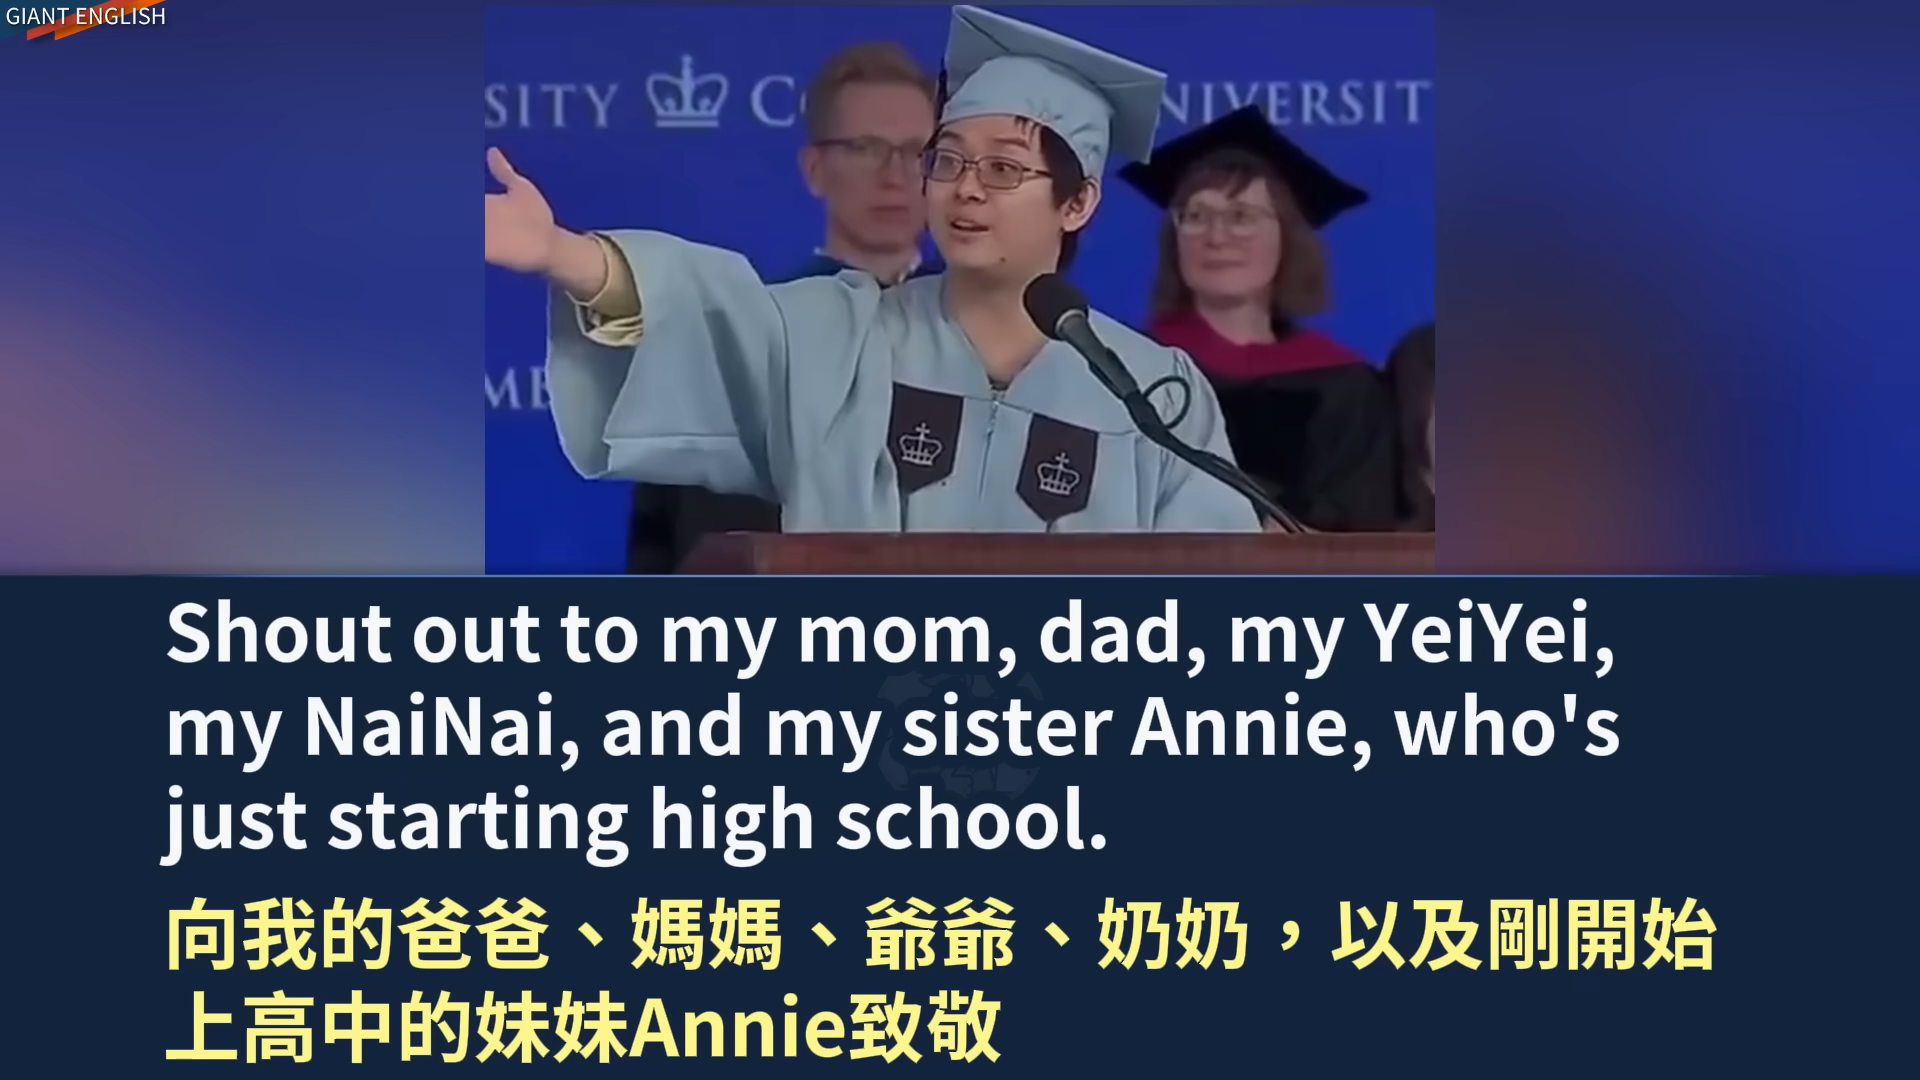 GIANT ENGLISH
SITY C NIVERSIT
ME
Shout out to my mom, dad, my YeiYei,
my NaiNai, and my sister Annie, who's
just starting high school.
向我的爸爸、媽媽、爺爺、奶奶，以及剛開始
上高中的妹妹Annie致敬